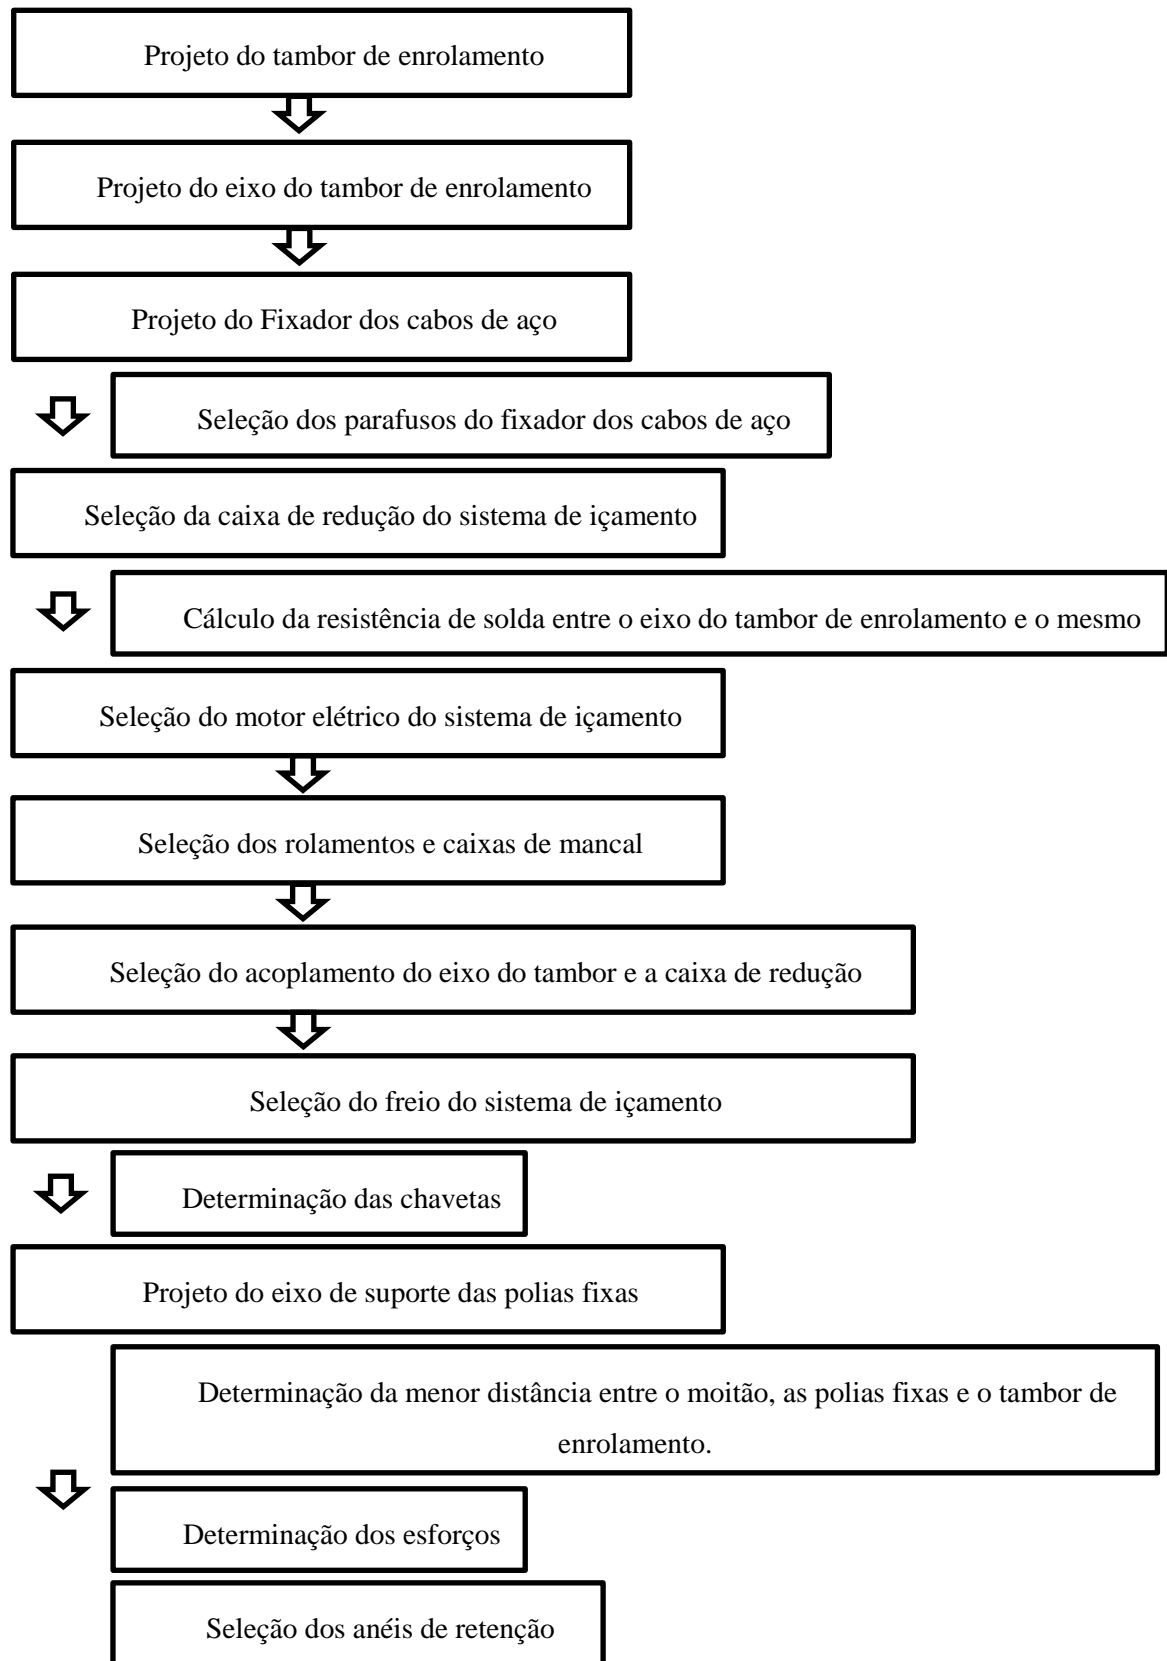 Projeto do tambor de enrolamento
Projeto do eixo do tambor de enrolamento
Projeto do Fixador dos cabos de aço
Seleção dos parafusos do fixador dos cabos de aço
Seleção da caixa de redução do sistema de içamento
Cálculo da resistência de solda entre o eixo do tambor de enrolamento e o mesmo
Seleção do motor elétrico do sistema de içamento
Seleção dos rolamentos e caixas de mancal
Seleção do acoplamento do eixo do tambor e a caixa de redução
Seleção do freio do sistema de içamento
Determinação das chavetas
Projeto do eixo de suporte das polias fixas
Determinação da menor distância entre o moitão, as polias fixas e o tambor de
enrolamento.
Determinação dos esforços
Seleção dos anéis de retenção